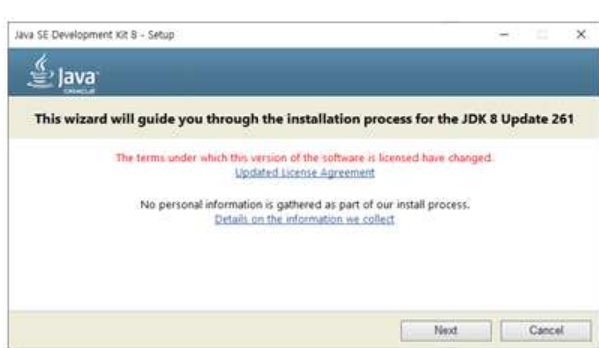 Java SE Development Kit 8 - Setup
Java
ORACLE
This wizard will guide you through the installation process for the JDK 8 Update 261
The terms under which this version of the software is licensed have changed.
Updated License Agreement
No personal information is gathered as part of our install process.
Details on the information we collect
Next
Cancel